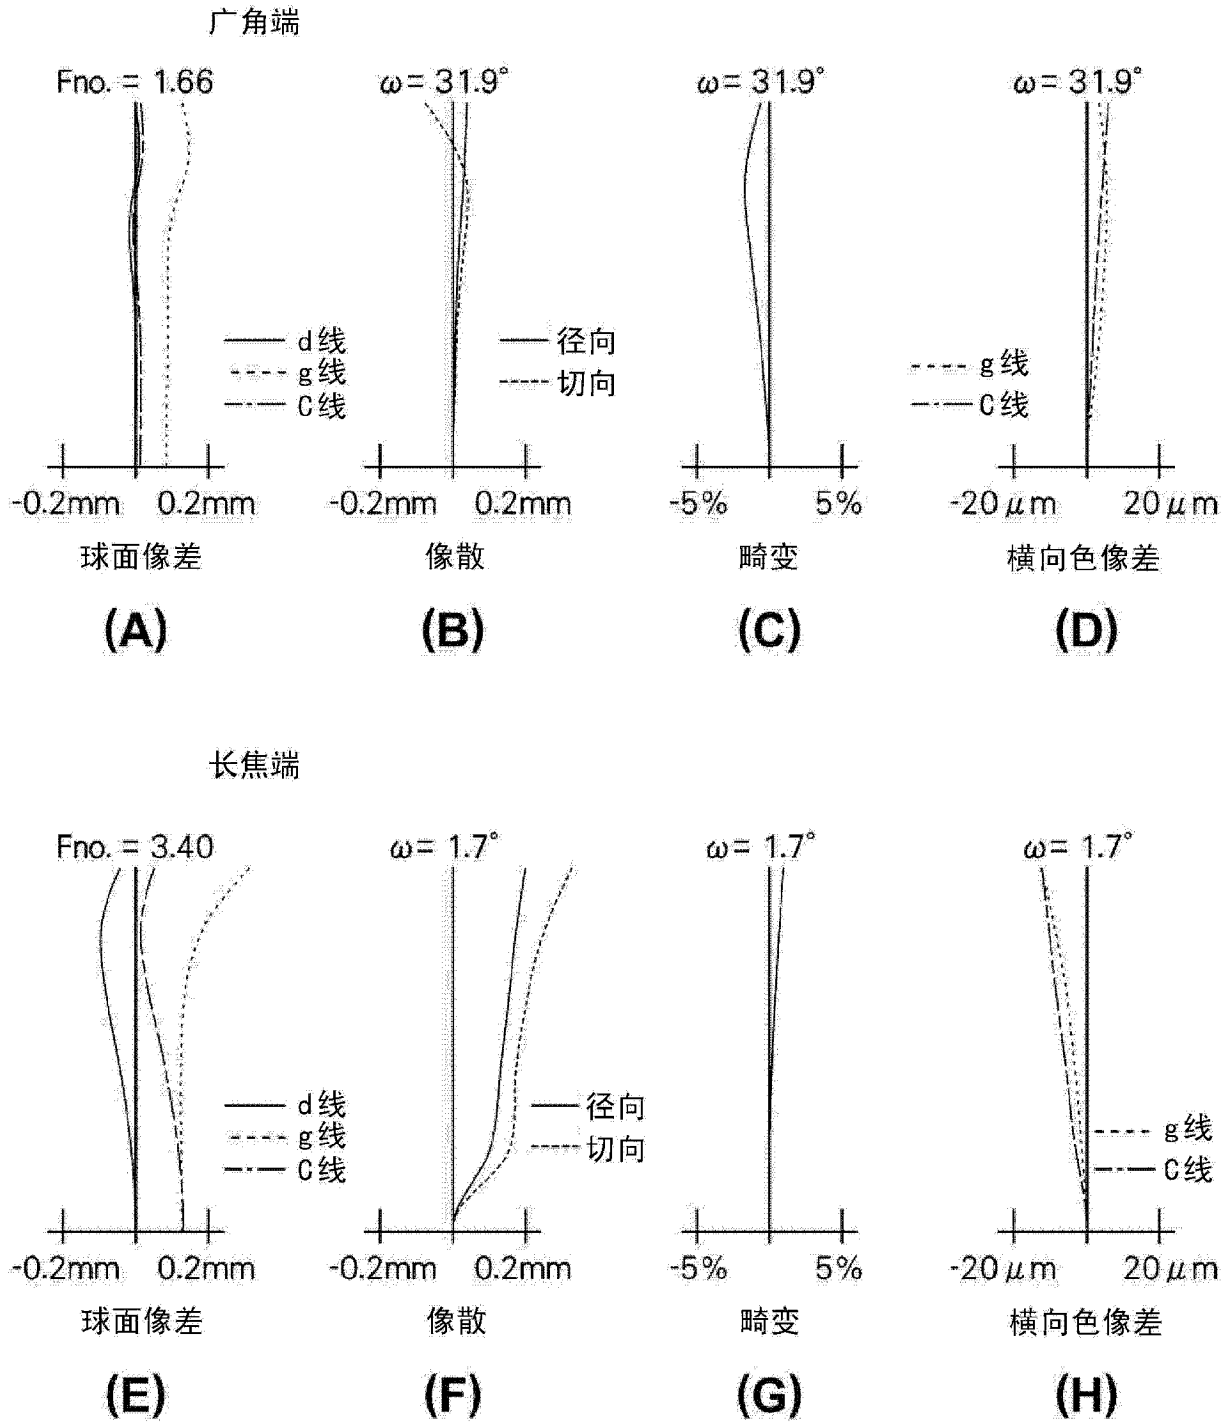 广角端
Fno. = 1.66 ω= 31.9° ω= 31.9° ω= 31.9°
d线
g线
C线
径向
切向
g线
C线
-0.2mm 0.2mm -0.2mm 0.2mm -5% 5% -20μm 20μm
球面像差 像散 畸变 横向色像差
(A) (B) (C) (D)
长焦端
Fno. = 3.40 ω= 1.7° ω= 1.7° ω= 1.7°
d线
g线
C线
径向
切向
g线
C线
-0.2mm 0.2mm -0.2mm 0.2mm -5% 5% -20μm 20μm
球面像差 像散 畸变 横向色像差
(E) (F) (G) (H)